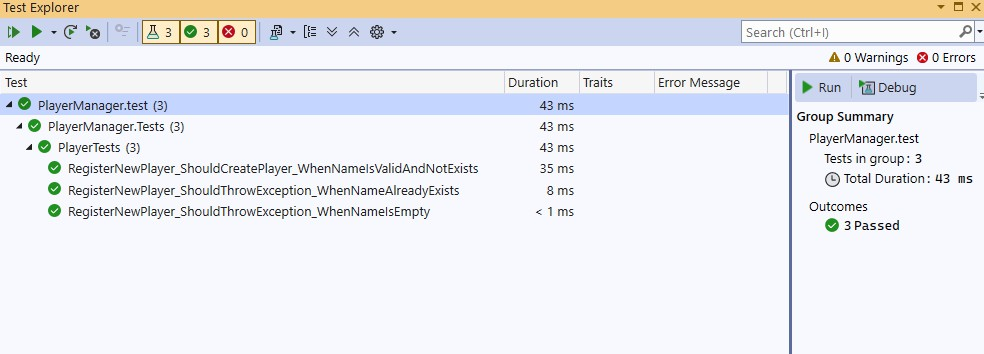 Test Explorer
3 3 0
Search (Ctrl+I)
Ready
0 Warnings 0 Errors
Test Duration Traits Error Message
PlayerManager.test (3) 43 ms
PlayerManager.Tests (3) 43 ms
PlayerTests (3) 43 ms
RegisterNewPlayer_ShouldCreatePlayer_WhenNameIsValidAndNotExists 35 ms
RegisterNewPlayer_ShouldThrowException_WhenNameAlreadyExists 8 ms
RegisterNewPlayer_ShouldThrowException_WhenNameIsEmpty < 1 ms
Run Debug
Group Summary
PlayerManager.test
Tests in group: 3
Total Duration: 43 ms
Outcomes
3 Passed